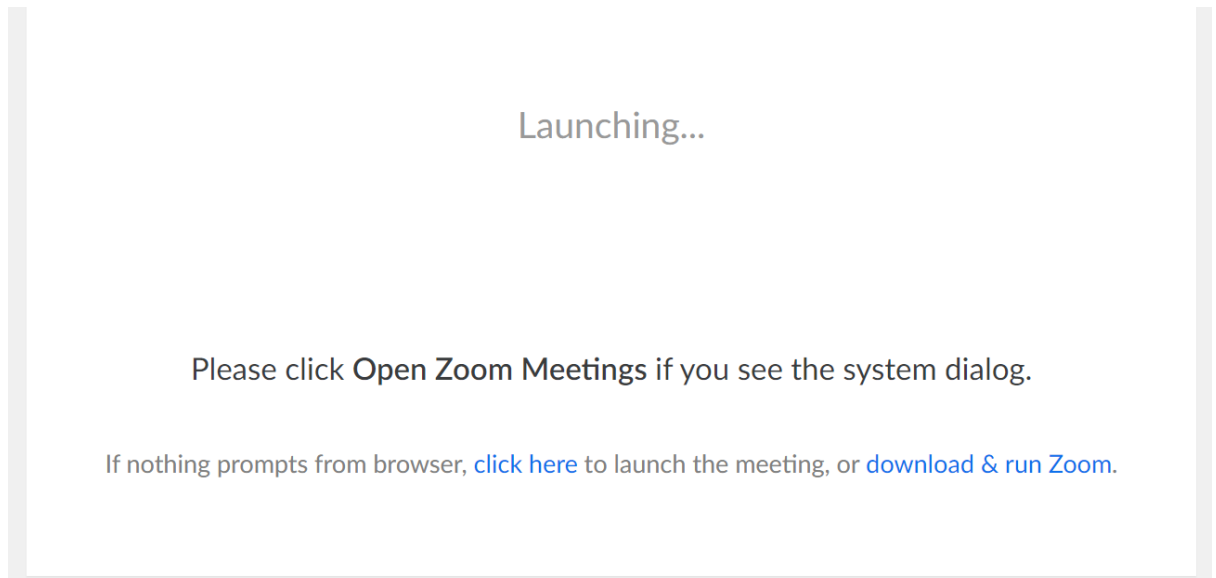 Launching...
Please click Open Zoom Meetings if you see the system dialog.
If nothing prompts from browser, click here to launch the meeting, or download & run Zoom.